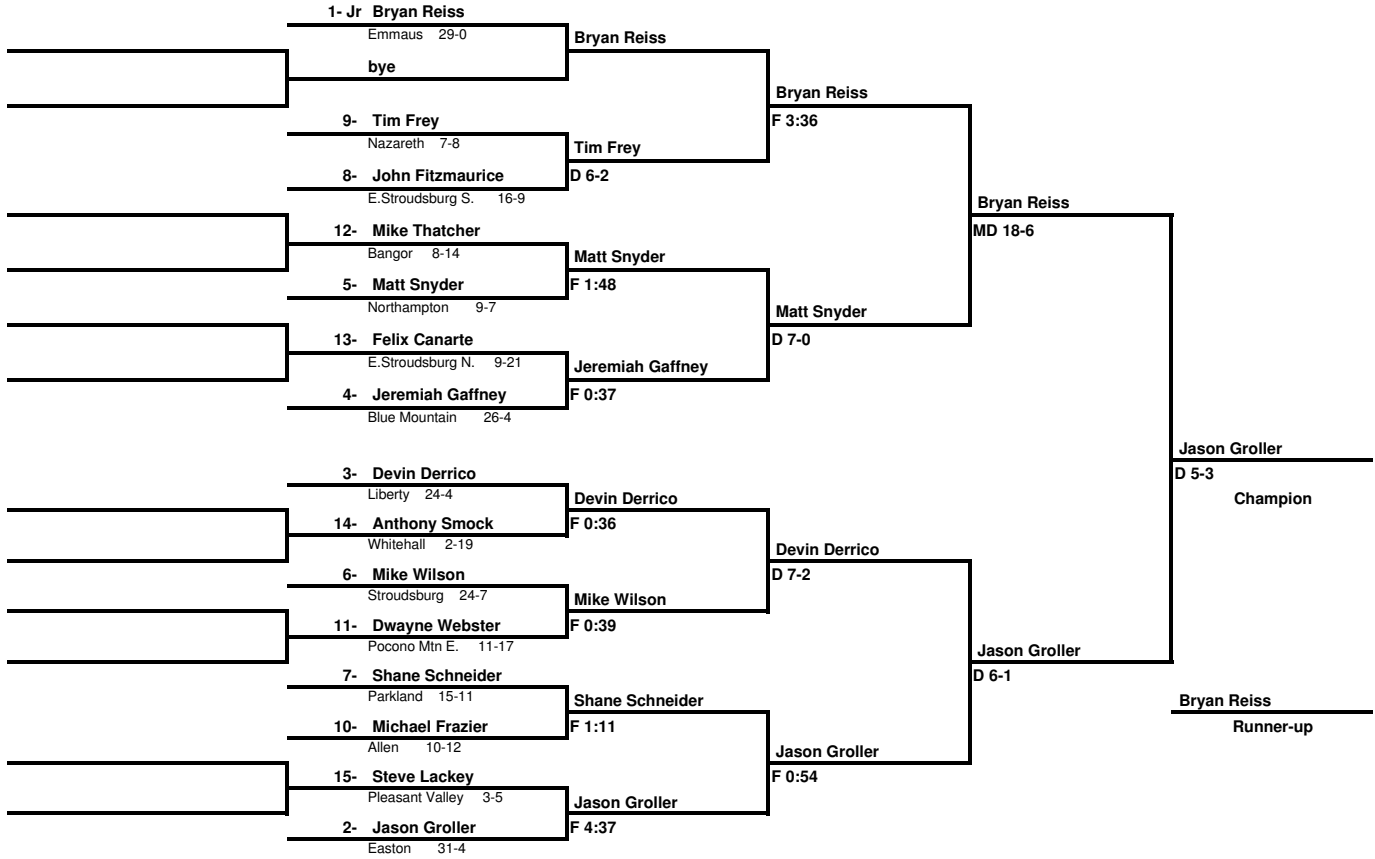 1- Jr Bryan Reiss
Emmaus 29-0
Bryan Reiss
bye
Bryan Reiss
F 3:36
9- Tim Frey
Nazareth 7-8
Tim Frey
D 6-2
8- John Fitzmaurice
E.Stroudsburg S. 16-9
Bryan Reiss
MD 18-6
12- Mike Thatcher
Bangor 8-14
Matt Snyder
F 1:48
5- Matt Snyder
Northampton 9-7
Matt Snyder
D 7-0
13- Felix Canarte
E.Stroudsburg N. 9-21
Jeremiah Gaffney
F 0:37
4- Jeremiah Gaffney
Blue Mountain 26-4
Jason Groller
D 5-3
Champion
3- Devin Derrico
Liberty 24-4
Devin Derrico
F 0:36
14- Anthony Smock
Whitehall 2-19
Devin Derrico
D 7-2
6- Mike Wilson
Stroudsburg 24-7
Mike Wilson
F 0:39
11- Dwayne Webster
Pocono Mtn E. 11-17
Jason Groller
D 6-1
7- Shane Schneider
Parkland 15-11
Shane Schneider
F 1:11
Bryan Reiss
Runner-up
10- Michael Frazier
Allen 10-12
Jason Groller
F 0:54
15- Steve Lackey
Pleasant Valley 3-5
Jason Groller
F 4:37
2- Jason Groller
Easton 31-4